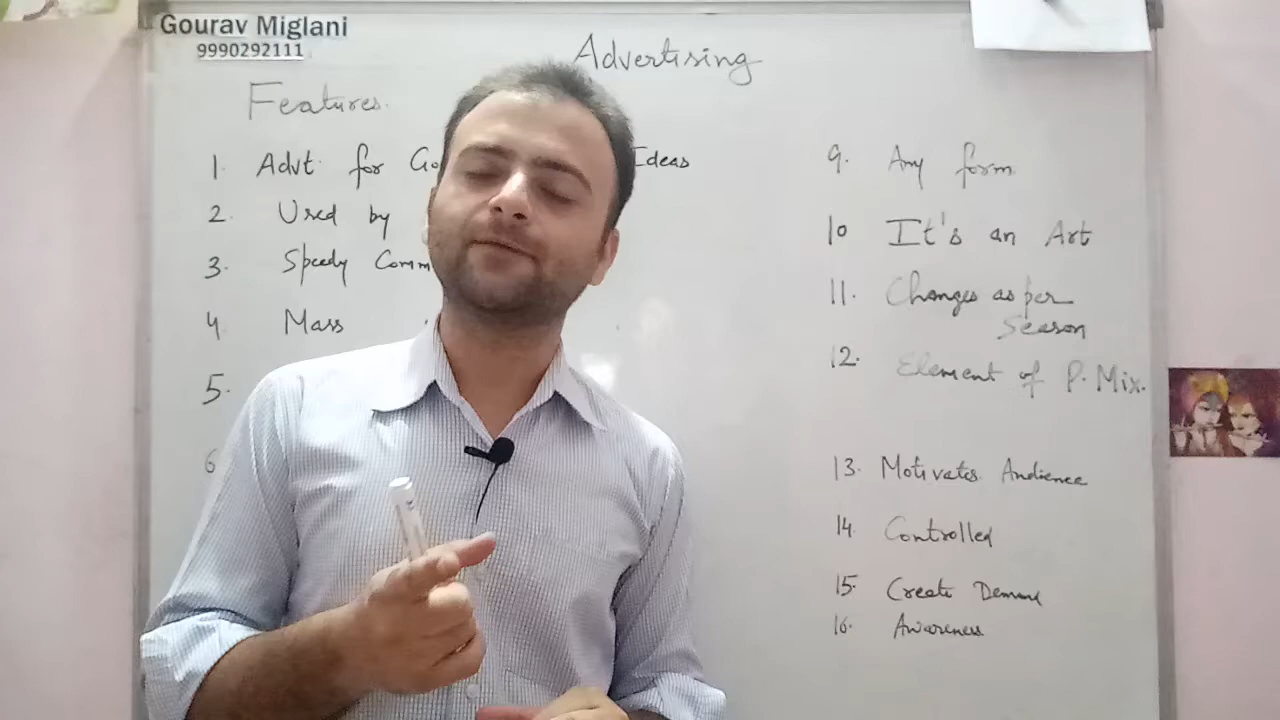 Gourav Miglani
9990292111
Advertising
Features.
1. Advt. for Ideas
2. Used by
3. Speedy Comm
4. Mass
5.
6
9. Any form
10 It's an Art
11. Changes as per
Season
12. Element of P. Mix.
13. Motivates Audience
14. Controlled
15. Create Demand
16. Awareness